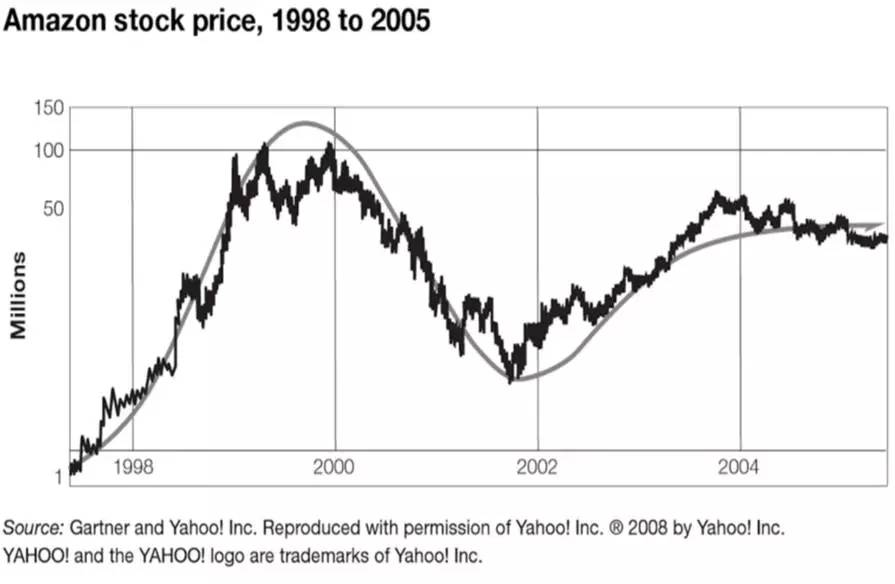 Amazon stock price, 1998 to 2005
150
100
50
Millions
1
1998 2000 2002 2004
Source: Gartner and Yahoo! Inc. Reproduced with permission of Yahoo! Inc. ® 2008 by Yahoo! Inc.
YAHOO! and the YAHOO! logo are trademarks of Yahoo! Inc.